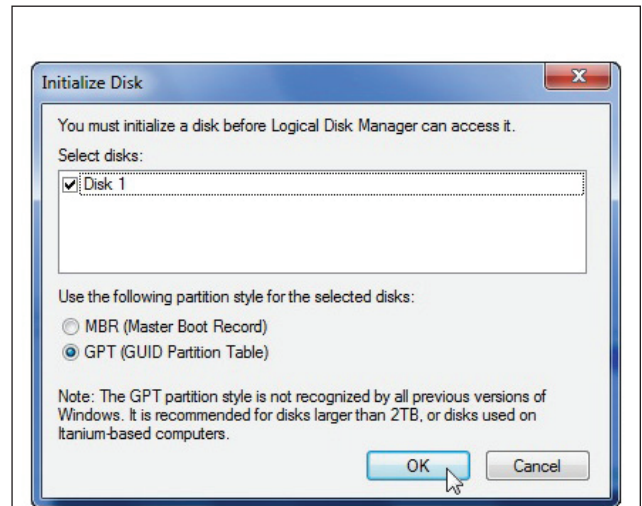 Initialize Disk
You must initialize a disk before Logical Disk Manager can access it.
Select disks:
Disk 1
Use the following partition style for the selected disks:
MBR (Master Boot Record)
GPT (GUID Partition Table)
Note: The GPT partition style is not recognized by all previous versions of
Windows. It is recommended for disks larger than 2TB, or disks used on
Itanium-based computers.
OK
Cancel